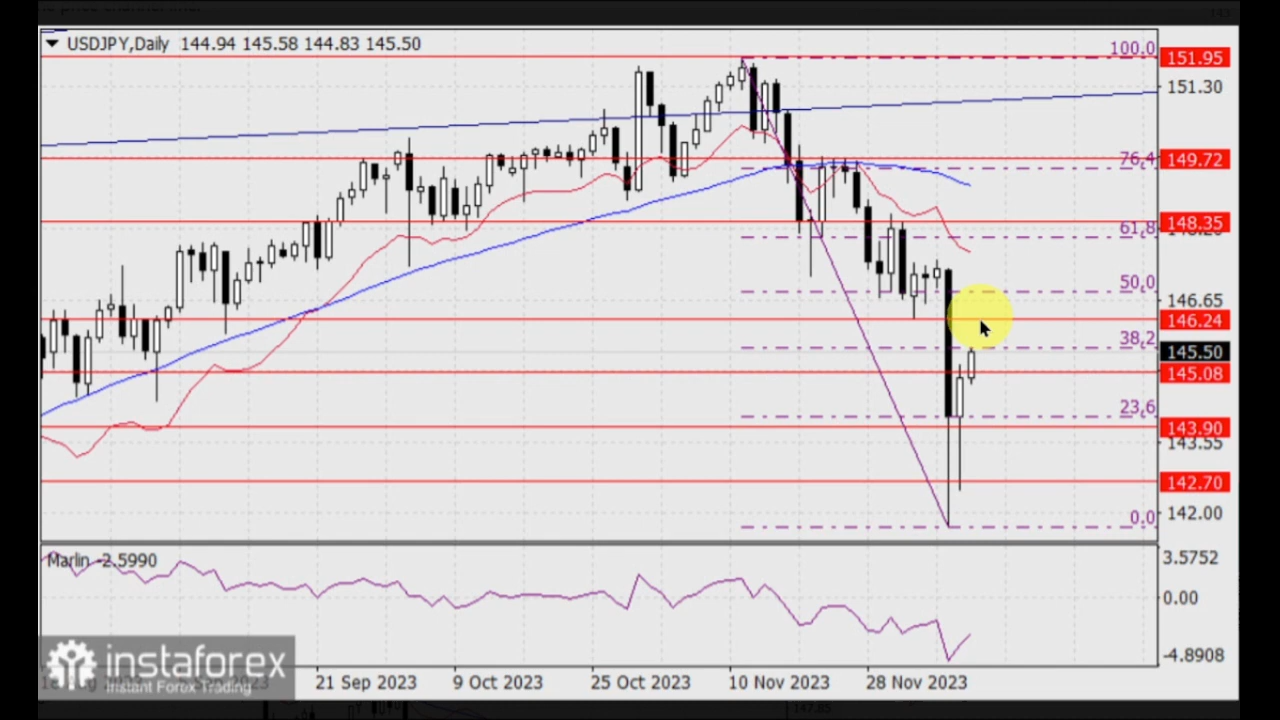 USDJPY,Daily 144.94 145.58 144.83 145.50
100.0
151.95
151.30
76,4
149.72
148.35
61,8
50,0
146.65
146.24
38,2
145.50
145.08
23,6
143.90
143.55
142.70
142.00
0.0
Marlin -2.5990
3.5752
0.00
-4.8908
instaforex
Instant Forex Trading
21 Sep 2023
9 Oct 2023
25 Oct 2023
10 Nov 2023
28 Nov 2023
147.85